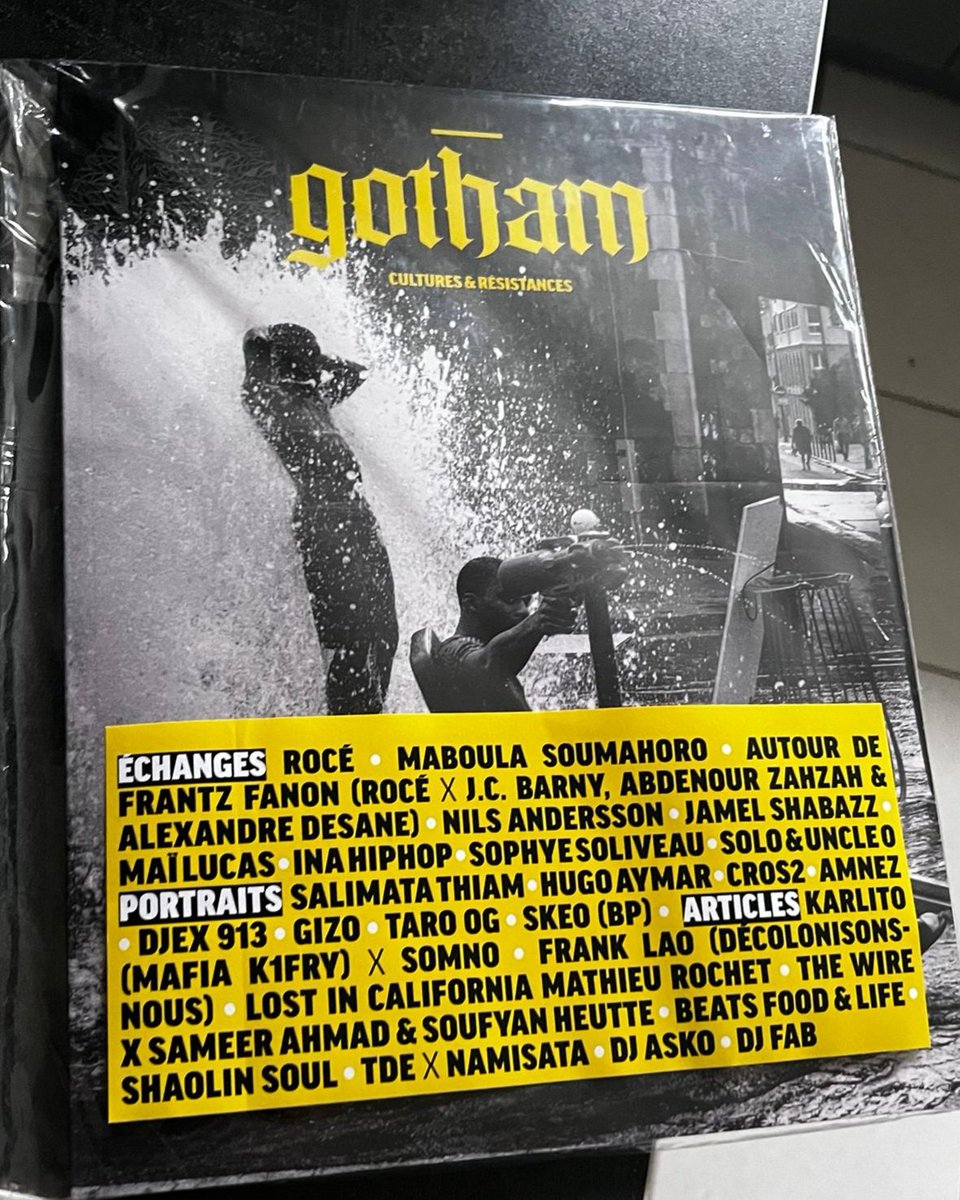 gotham
CULTURES & RÉSISTANCES
ÉCHANGES ROCÉ • MABOULA SOUMAHORO • AUTOUR DE
FRANTZ FANON (ROCÉ X J.C. BARNY, ABDENOUR ZAHZAH &
ALEXANDRE DESANE) • NILS ANDERSSON • JAMEL SHABAZZ •
MAÏ LUCAS • INA HIPHOP • SOPHYE SOLIVEAU • SOLO & UNCLE O
PORTRAITS SALIMATA THIAM • HUGO AYMAR • CROS2 • AMNEZ
• DJEX 913 • GIZO • TARO OG • SKEO (BP) • ARTICLES KARLITO
(MAFIA K1FRY) X SOMNO • FRANK LAO (DÉCOLONISONS-
NOUS) • LOST IN CALIFORNIA MATHIEU ROCHET • THE WIRE
X SAMEER AHMAD & SOUFYAN HEUTTE • BEATS FOOD & LIFE •
SHAOLIN SOUL • TDE X NAMISATA • DJ ASKO • DJ FAB